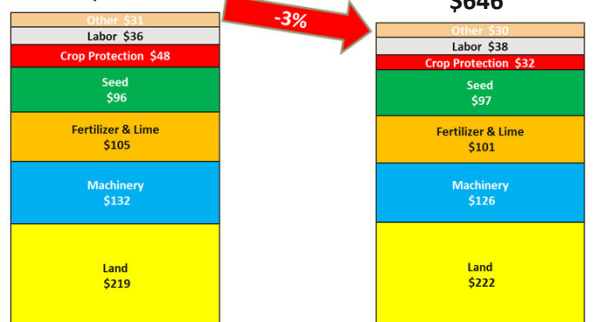 $646
-3%
Other $31
Labor $36
Crop Protection $48
Seed
$96
Fertilizer & Lime
$105
Machinery
$132
Land
$219
Other $30
Labor $38
Crop Protection $32
Seed
$97
Fertilizer & Lime
$101
Machinery
$126
Land
$222